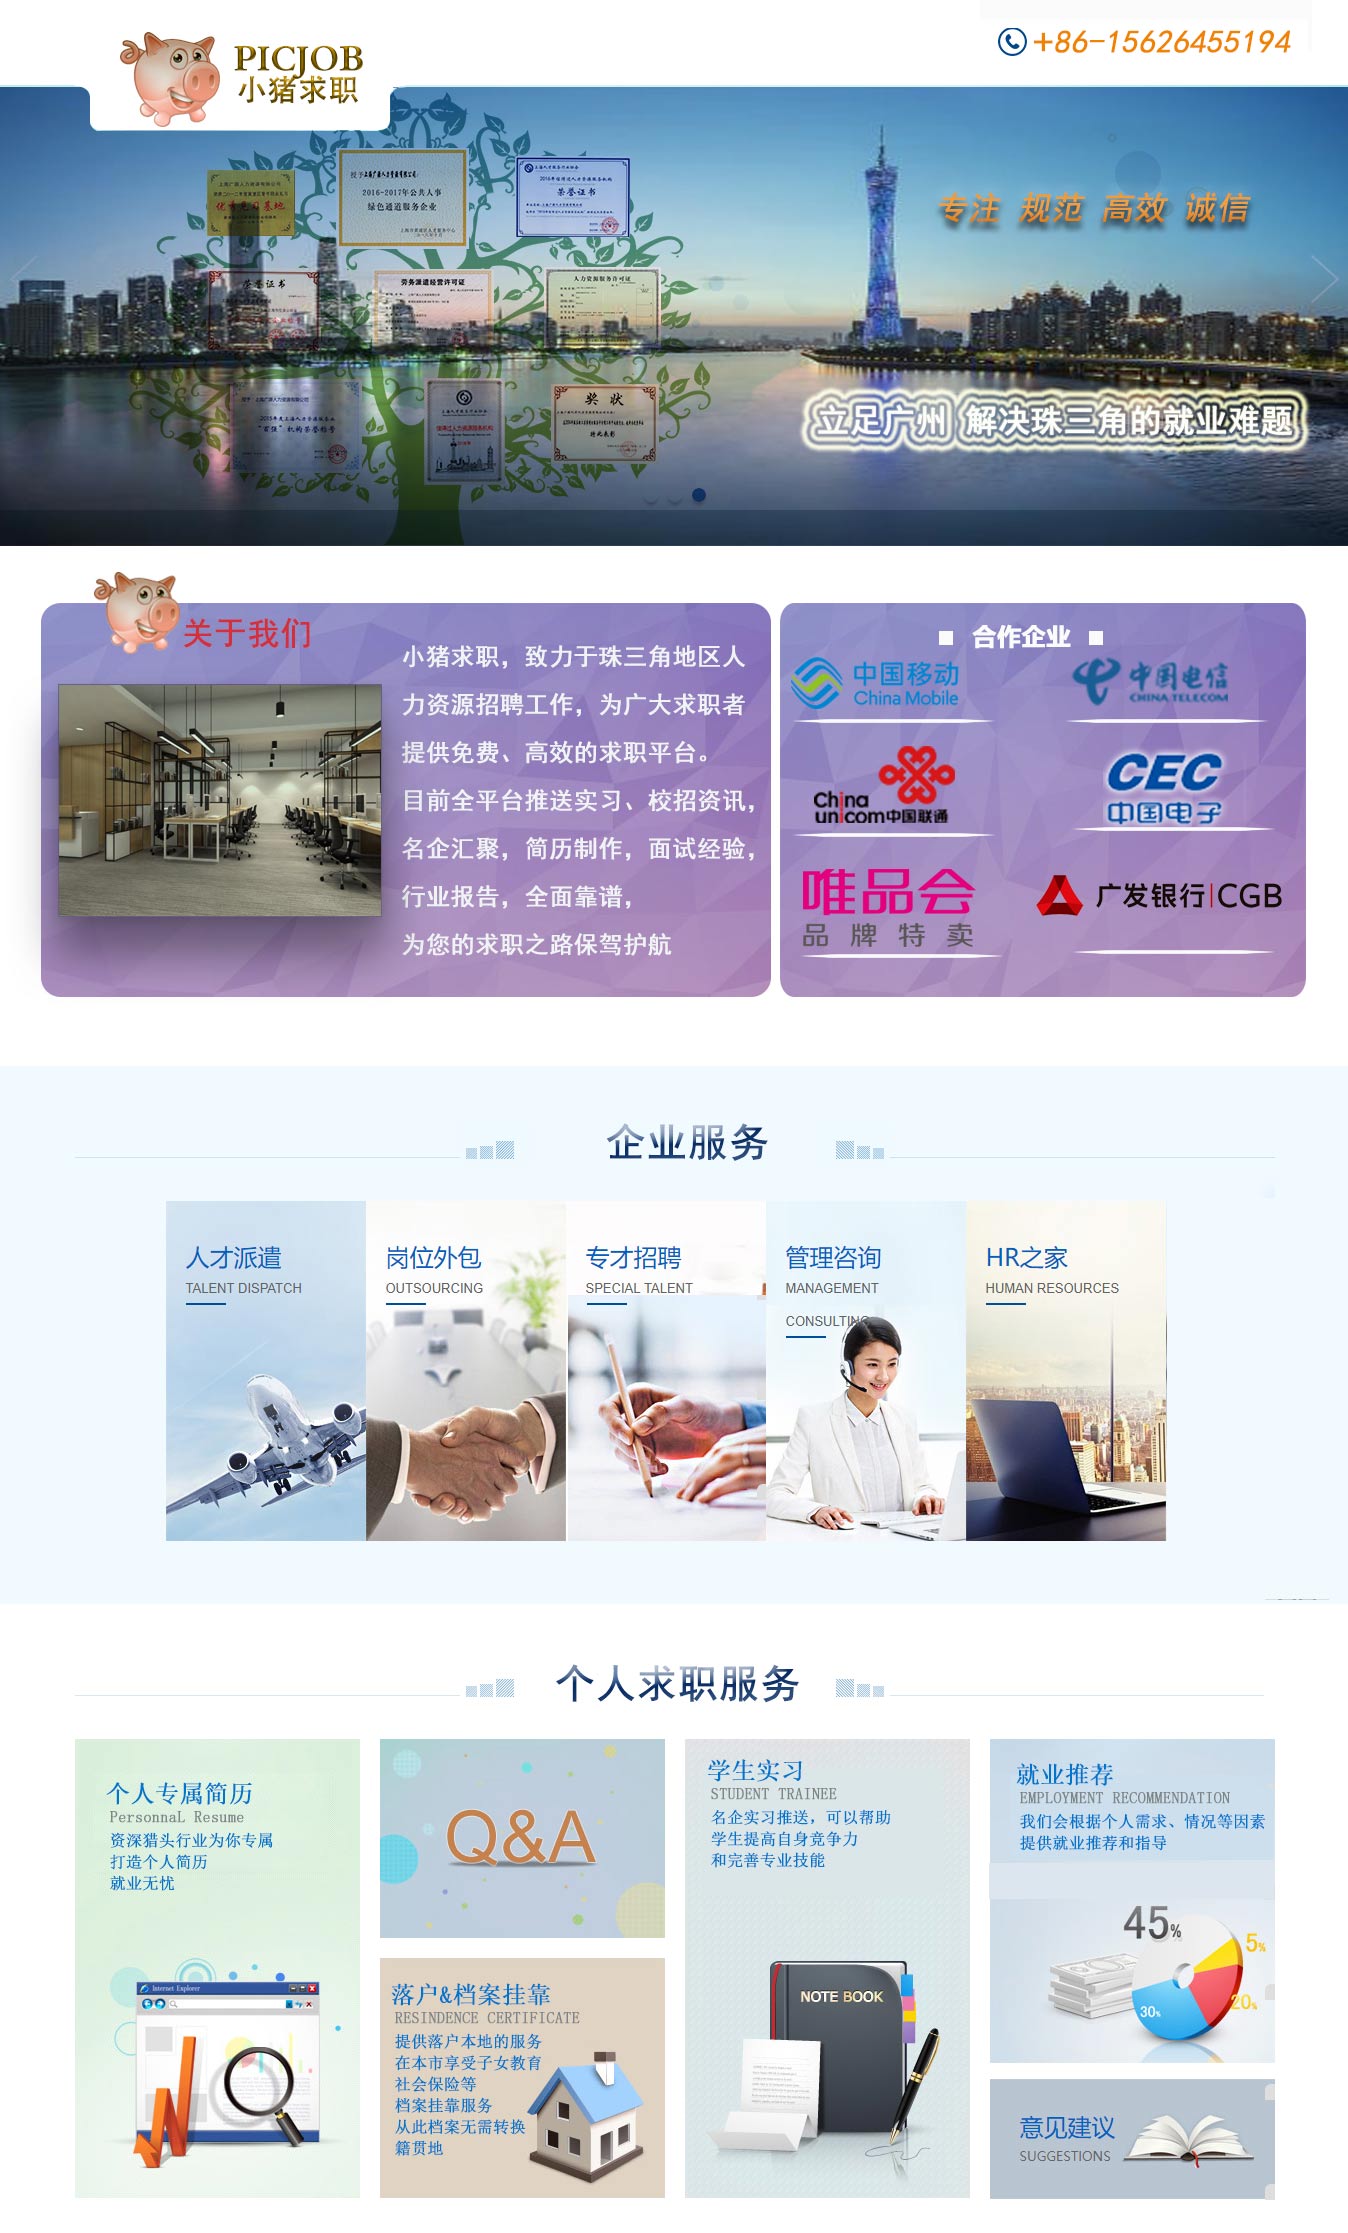 PICJOB
小猪求职
+86-15626455194
专注 规范 高效 诚信
2016-2017年公共人事
绿色通道服务企业
荣誉证书
荣誉证书
劳务派遣经营许可证
人力资源服务许可证
奖状
立足广州 解决珠三角的就业难题
关于我们
小猪求职，致力于珠三角地区人
力资源招聘工作，为广大求职者
提供免费、高效的求职平台。
目前全平台推送实习、校招资讯，
名企汇聚，简历制作，面试经验，
行业报告，全面靠谱，
为您的求职之路保驾护航
合作企业
中国移动
China Mobile
中国电信
CHINA TELECOM
China
unicom中国联通
CEC
中国电子
唯品会
品牌特卖
广发银行|CGB
企业服务
人才派遣
TALENT DISPATCH
岗位外包
OUTSOURCING
专才招聘
SPECIAL TALENT
管理咨询
MANAGEMENT
CONSULTING
HR之家
HUMAN RESOURCES
个人求职服务
个人专属简历
PersonnaL Resume
资深猎头行业为你专属
打造个人简历
就业无忧
Internet Explorer
Q&A
落户&档案挂靠
RESINDENCE CERTIFICATE
提供落户本地的服务
在本市享受子女教育
社会保险等
档案挂靠服务
从此档案无需转换
籍贯地
学生实习
STUDENT TRAINEE
名企实习推送，可以帮助
学生提高自身竞争力
和完善专业技能
NOTE BOOK
就业推荐
EMPLOYMENT RECOMMENDATION
我们会根据个人需求、情况等因素
提供就业推荐和指导
45%
5%
20%
30%
意见建议
SUGGESTIONS